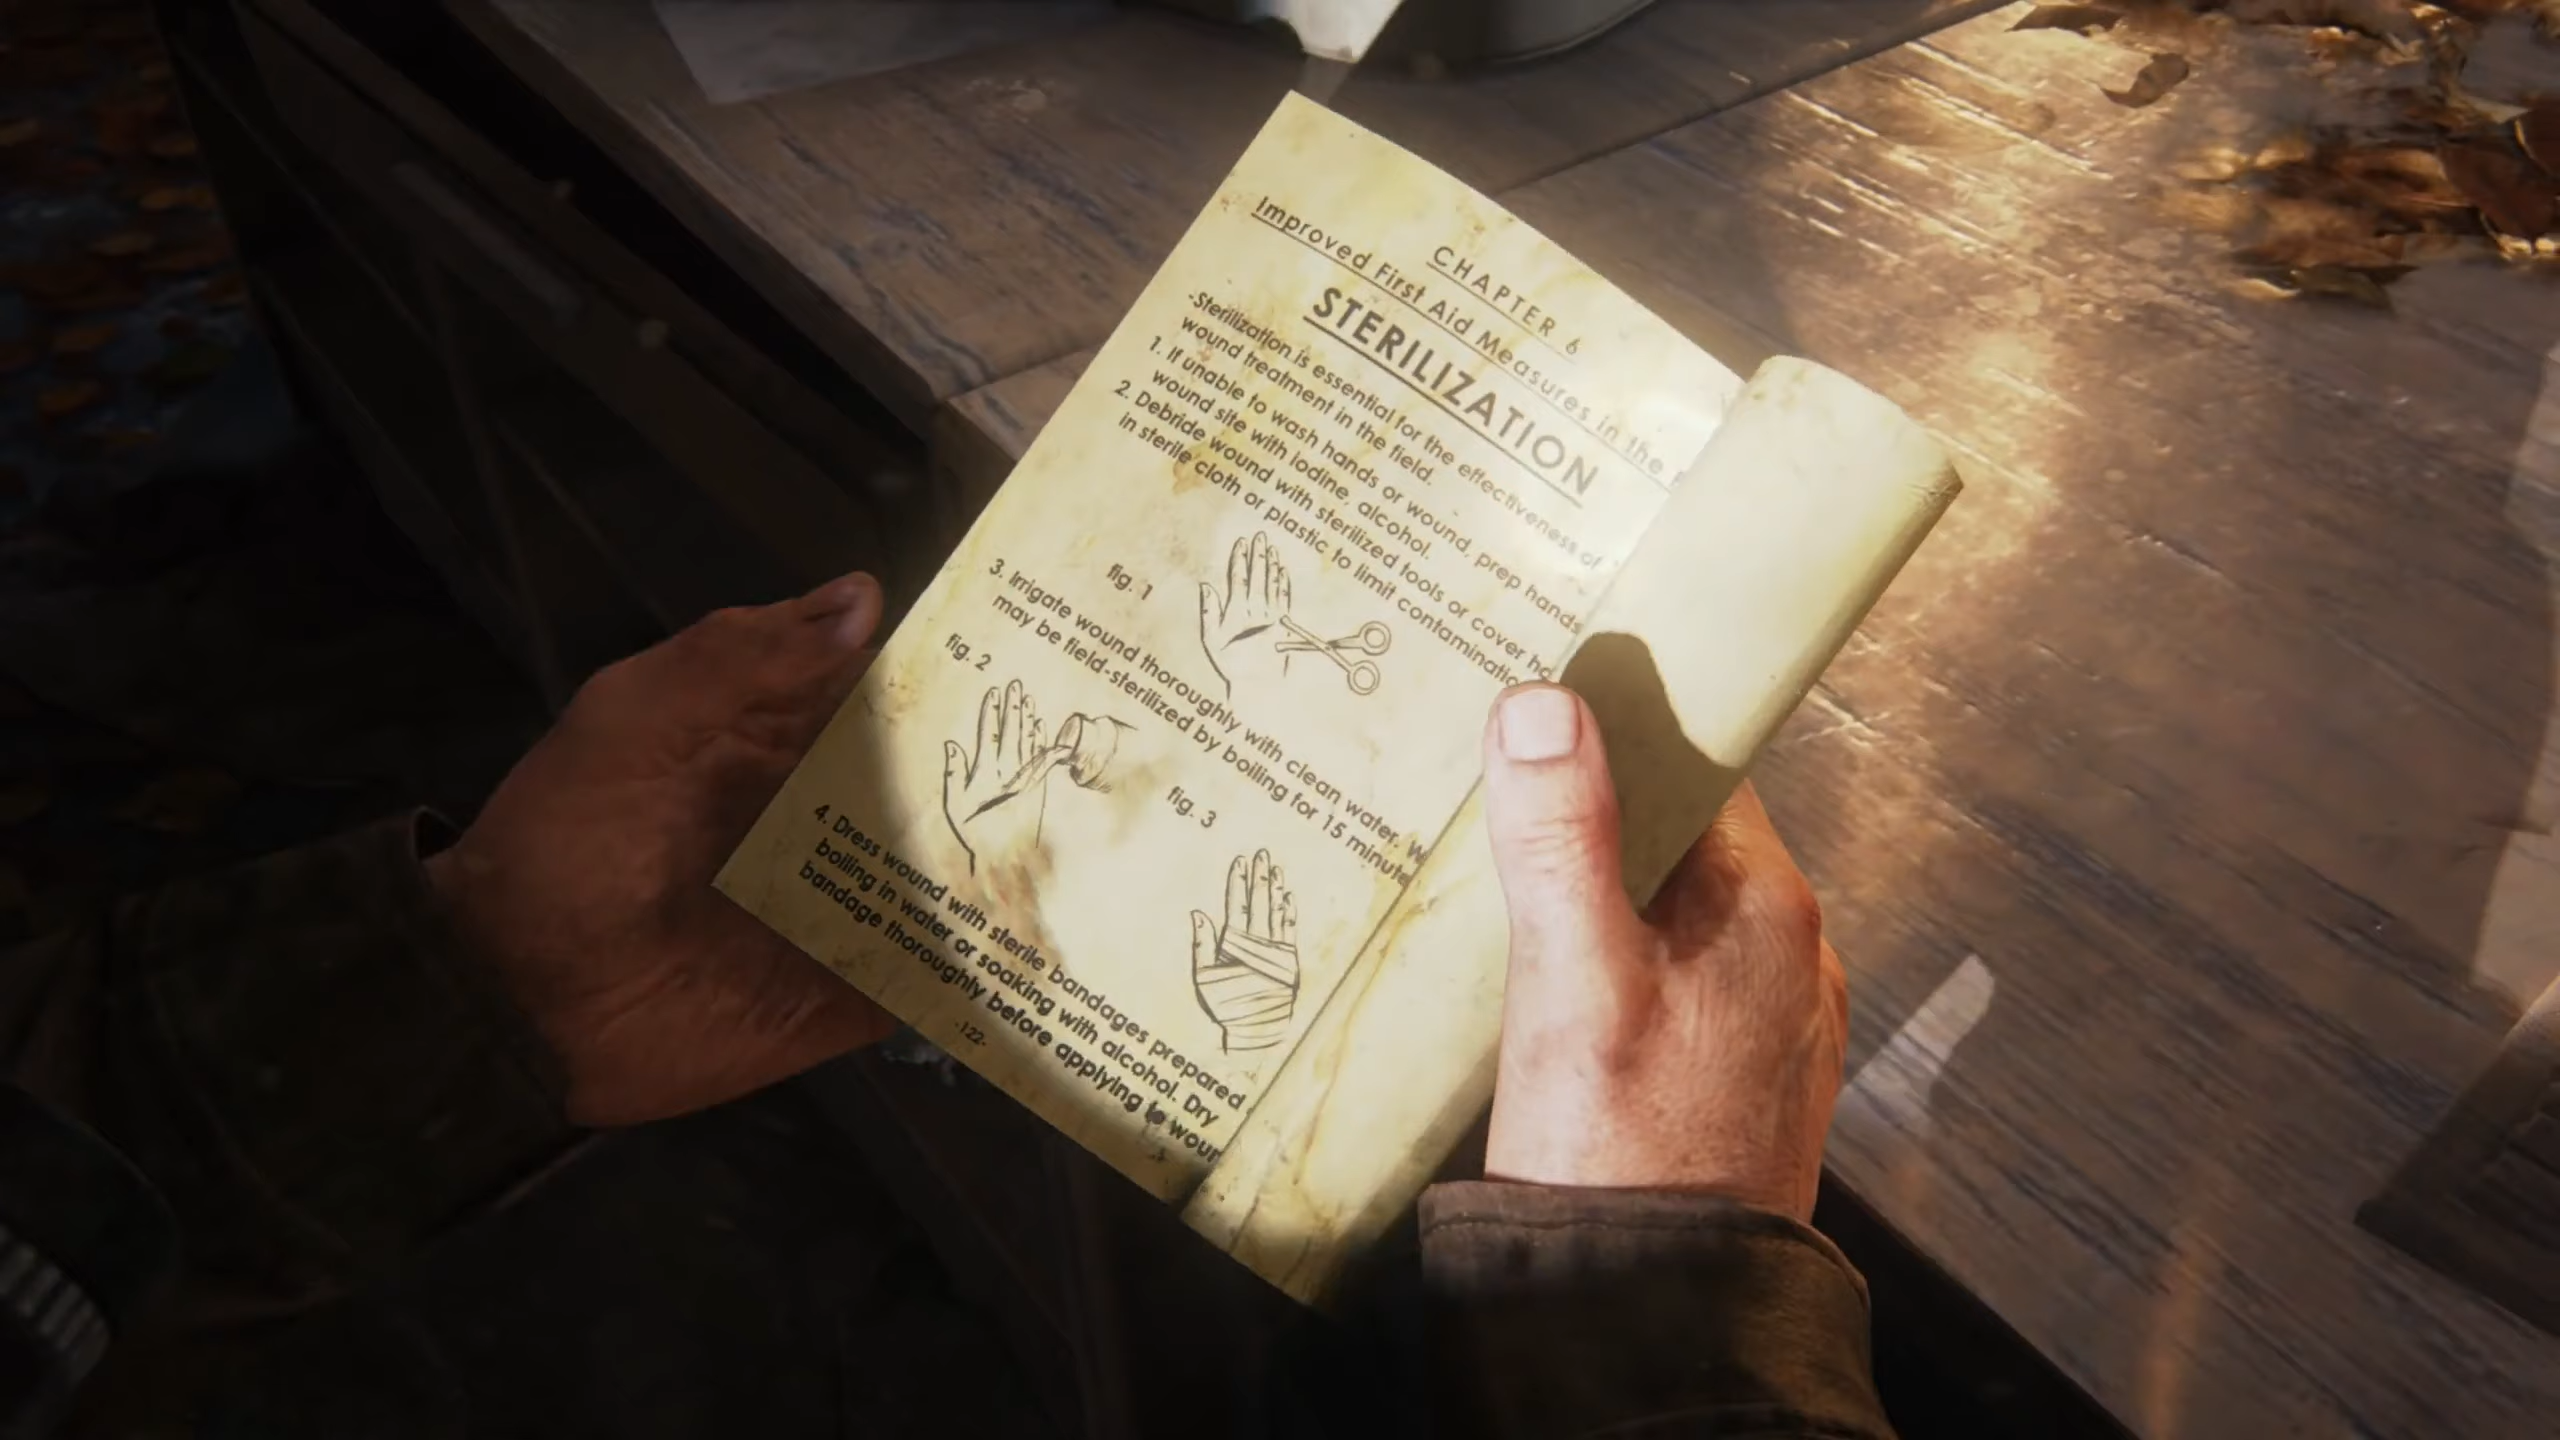 CHAPTER 6
Improved First Aid Measures in the
STERILIZATION
-Sterilization is essential for the effectiveness of
wound treatment in the field.
1. If unable to wash hands or wound, prep hands
wound site with iodine, alcohol.
2. Debride wound with sterilized tools or cover
in sterile cloth or plastic to limit
fig. 1
3. Irrigate wound thoroughly with clean water.
may be field-sterilized by boiling for 15
fig. 2
fig. 3
4. Dress wound with sterile bandages prepared
boiling in water or soaking with alcohol. Dry
bandage thoroughly before applying to
-122-